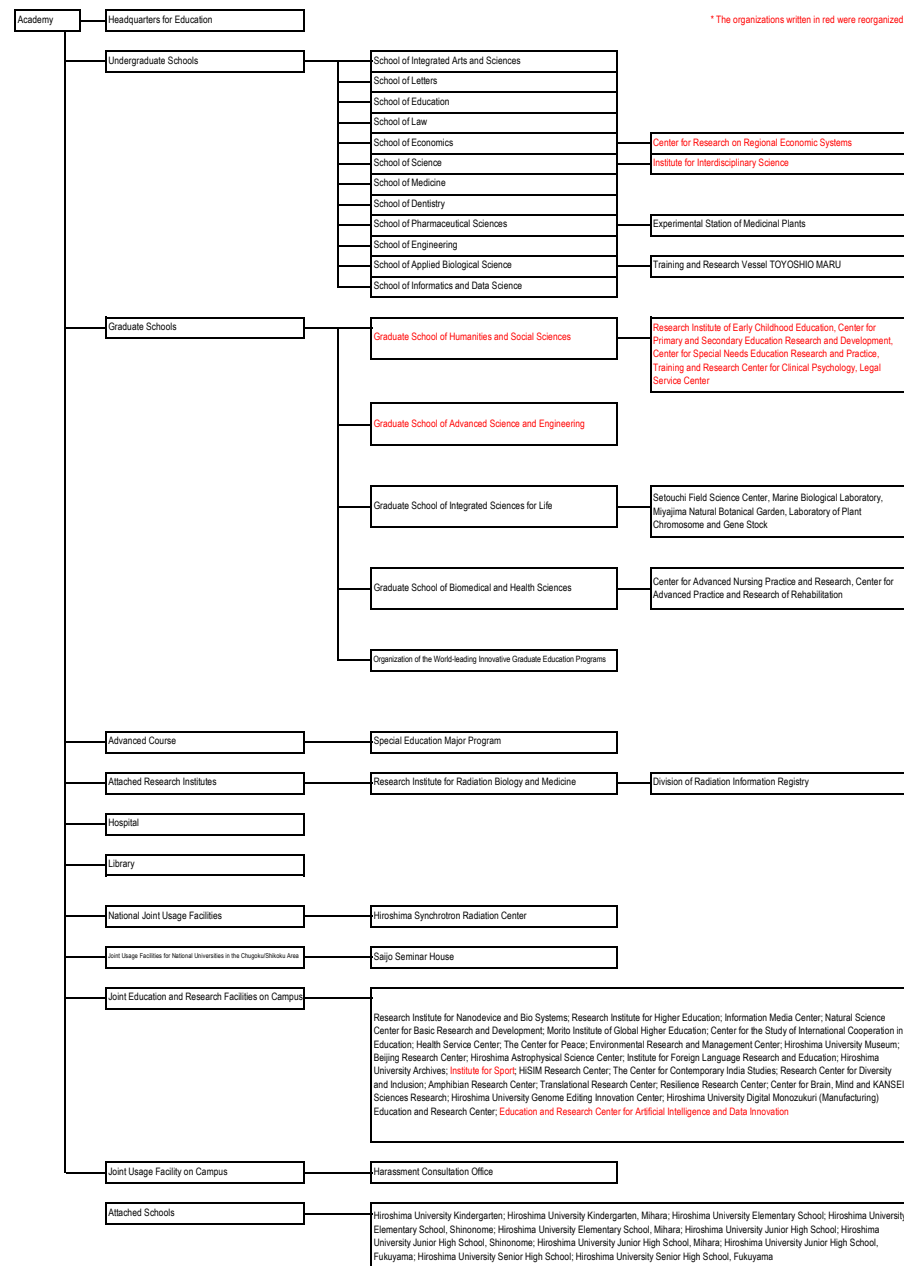 Academy
Headquarters for Education
* The organizations written in red were reorganized
Undergraduate Schools
School of Integrated Arts and Sciences
School of Letters
School of Education
School of Law
School of Economics
Center for Research on Regional Economic Systems
School of Science
Institute for Interdisciplinary Science
School of Medicine
School of Dentistry
School of Pharmaceutical Sciences
Experimental Station of Medicinal Plants
School of Engineering
School of Applied Biological Science
Training and Research Vessel TOYOSHIO MARU
School of Informatics and Data Science
Graduate Schools
Graduate School of Humanities and Social Sciences
Research Institute of Early Childhood Education, Center for
Primary and Secondary Education Research and Development,
Center for Special Needs Education Research and Practice,
Training and Research Center for Clinical Psychology, Legal
Service Center
Graduate School of Advanced Science and Engineering
Graduate School of Integrated Sciences for Life
Setouchi Field Science Center, Marine Biological Laboratory,
Miyajima Natural Botanical Garden, Laboratory of Plant
Chromosome and Gene Stock
Graduate School of Biomedical and Health Sciences
Center for Advanced Nursing Practice and Research, Center for
Advanced Practice and Research of Rehabilitation
Organization of the World-leading Innovative Graduate Education Programs
Advanced Course
Special Education Major Program
Attached Research Institutes
Research Institute for Radiation Biology and Medicine
Division of Radiation Information Registry
Hospital
Library
National Joint Usage Facilities
Hiroshima Synchrotron Radiation Center
Joint Usage Facilities for National Universities in the Chugoku/Shikoku Area
Saijo Seminar House
Joint Education and Research Facilities on Campus
Research Institute for Nanodevice and Bio Systems; Research Institute for Higher Education; Information Media Center; Natural Science
Center for Basic Research and Development; Morito Institute of Global Higher Education; Center for the Study of International Cooperation in
Education; Health Service Center; The Center for Peace; Environmental Research and Management Center; Hiroshima University Museum;
Beijing Research Center; Hiroshima Astrophysical Science Center; Institute for Foreign Language Research and Education; Hiroshima
University Archives; Institute for Sport; HiSIM Research Center; The Center for Contemporary India Studies; Research Center for Diversity
and Inclusion; Amphibian Research Center; Translational Research Center; Resilience Research Center; Center for Brain, Mind and KANSEI
Sciences Research; Hiroshima University Genome Editing Innovation Center; Hiroshima University Digital Monozukuri (Manufacturing)
Education and Research Center; Education and Research Center for Artificial Intelligence and Data Innovation
Joint Usage Facility on Campus
Harassment Consultation Office
Attached Schools
Hiroshima University Kindergarten; Hiroshima University Kindergarten, Mihara; Hiroshima University Elementary School; Hiroshima University
Elementary School, Shinonome; Hiroshima University Elementary School, Mihara; Hiroshima University Junior High School; Hiroshima
University Junior High School, Shinonome; Hiroshima University Junior High School, Mihara; Hiroshima University Junior High School,
Fukuyama; Hiroshima University Senior High School; Hiroshima University Senior High School, Fukuyama